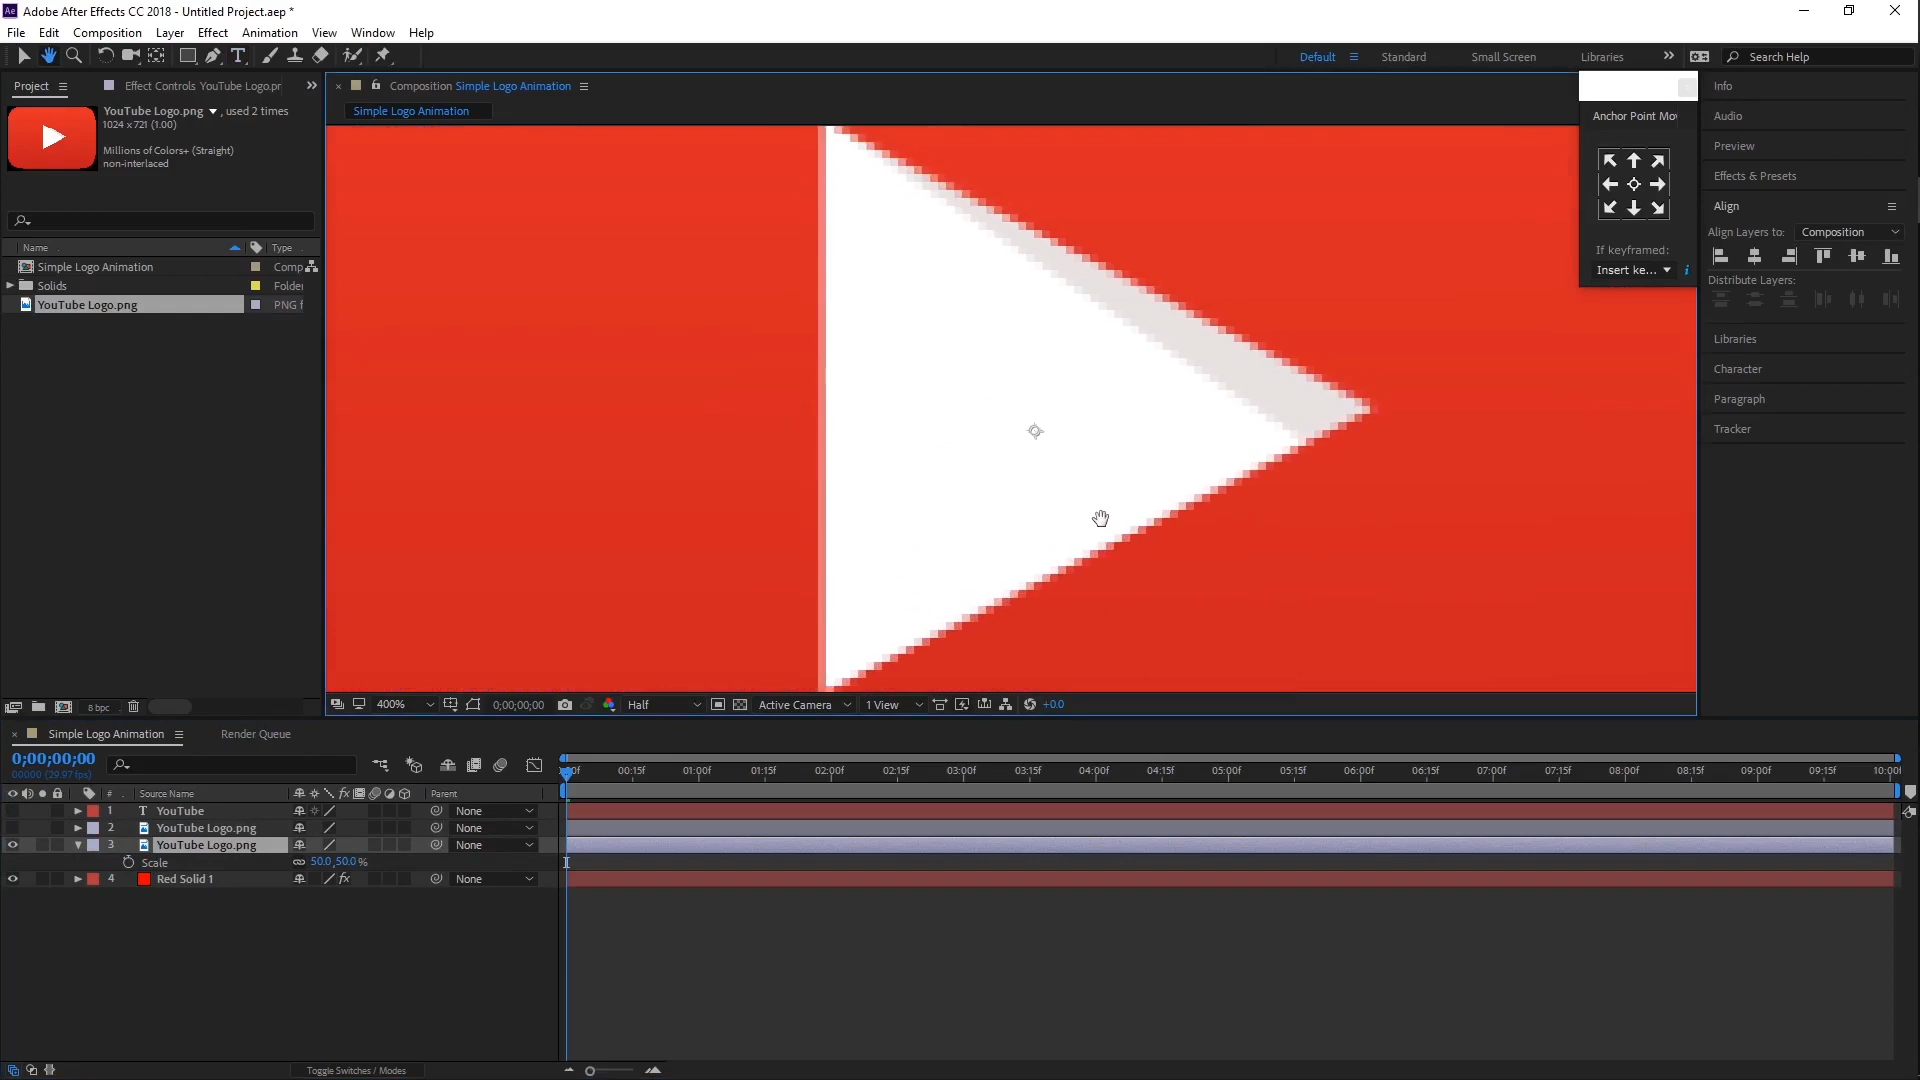 Ae Adobe After Effects CC 2018 - Untitled Project.aep *
File Edit Composition Layer Effect Animation View Window Help
Default Standard Small Screen Libraries Search Help
Project Effect Controls YouTube Logo.pr
YouTube Logo.png , used 2 times
1024 x 721 (1.00)
Millions of Colors+ (Straight)
non-interlaced
Name Type
Simple Logo Animation Comp
Solids Folder
YouTube Logo.png PNG f
8 bpc
Composition Simple Logo Animation
Simple Logo Animation
400% 0;00;00;00 Half Active Camera 1 View +0.0
Anchor Point Mov
If keyframed:
Insert ke...
Info
Audio
Preview
Effects & Presets
Align
Align Layers to: Composition
Distribute Layers:
Libraries
Character
Paragraph
Tracker
Simple Logo Animation Render Queue
0;00;00;00
00000 (29.97 fps)
# Source Name Parent
1 T YouTube None
2 YouTube Logo.png None
3 YouTube Logo.png None
Scale 50.0,50.0 %
4 Red Solid 1 fx None
00:15f 01:00f 01:15f 02:00f 02:15f 03:00f 03:15f 04:00f 04:15f 05:00f 05:15f 06:00f 06:15f 07:00f 07:15f 08:00f 08:15f 09:00f 09:15f 10:00f
Toggle Switches / Modes